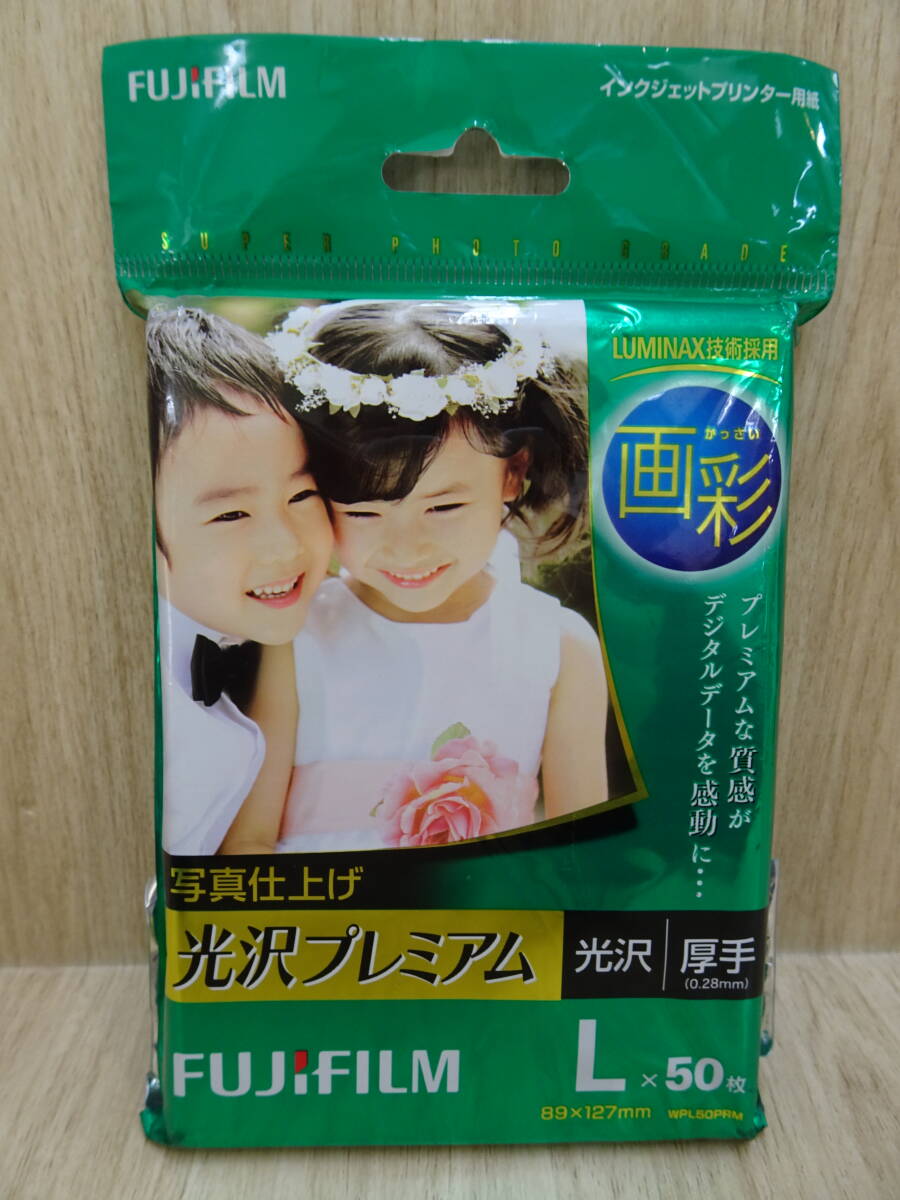 FUJIFILM
インクジェットプリンター用紙
SUPER PHOTO GRADE
LUMINAX技術採用
がっさい
画彩
プレミアムな質感が
デジタルデータを感動に…
写真仕上げ
光沢プレミアム
光沢 厚手
(0.28mm)
FUJIFILM
L×50枚
89×127mm WPL50PRM